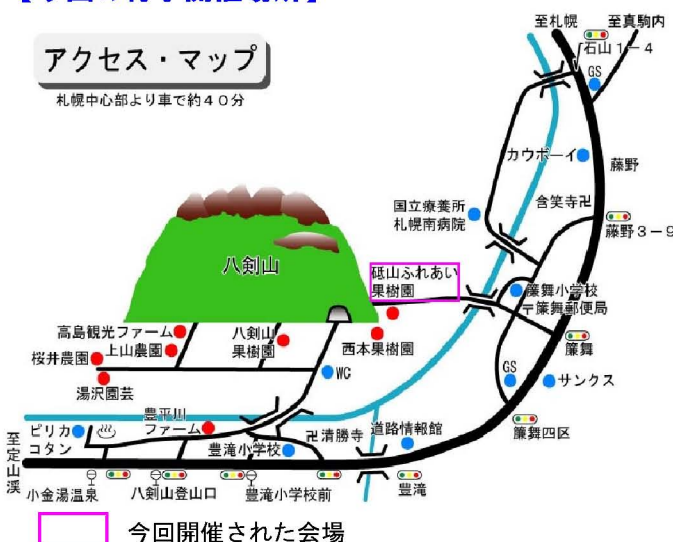 アクセス・マップ
札幌中心部より車で約40分
至札幌
至真駒内
石山1-4
GS
カウボーイ
藤野
国立療養所
札幌南病院
含笑寺卍
藤野3-9
八剣山
砥山ふれあい
果樹園
簾舞小学校
〒簾舞郵便局
高島観光ファーム
上山農園
八剣山
果樹園
西本果樹園
簾舞
桜井農園
WC
GS
サンクス
湯沢園芸
豊平川
ファーム
ピリカ
コタン
豊滝小学校
卍清勝寺
道路情報館
簾舞四区
至定山渓
小金湯温泉
八剣山登山口
豊滝小学校前
豊滝
今回開催された会場